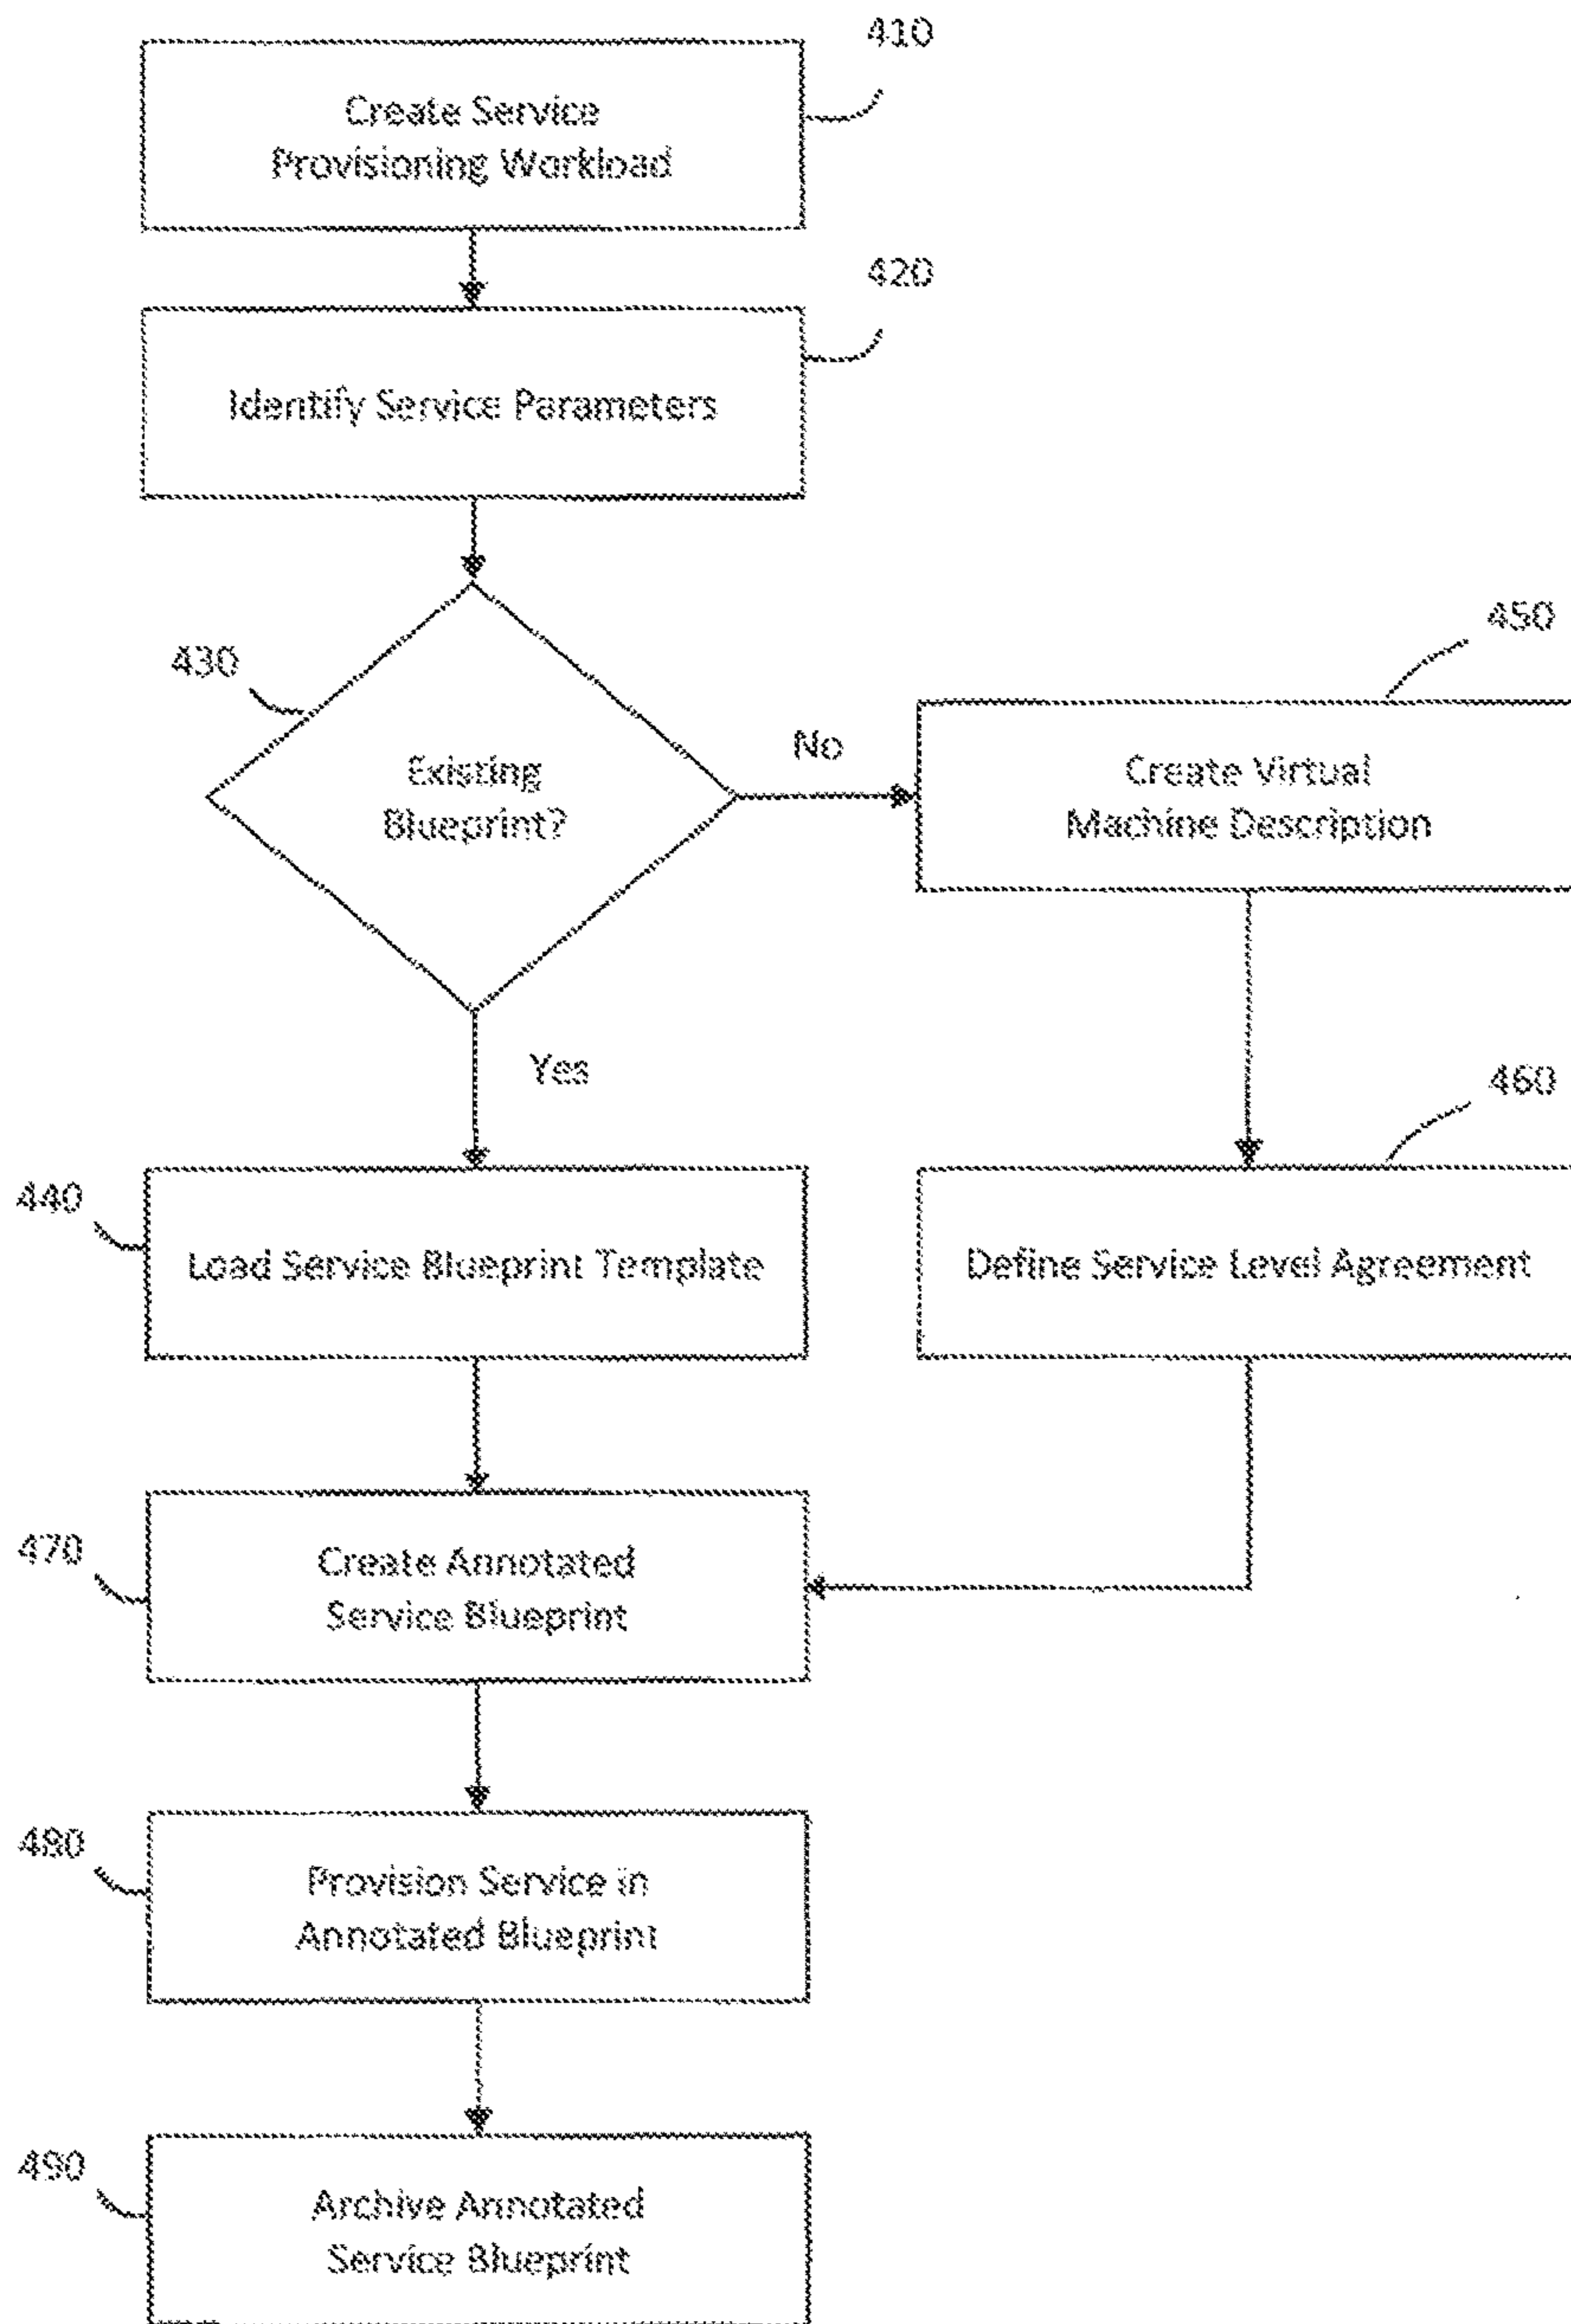 410
Create Service
Provisioning Workload
420
Identify Service Parameters
430
Existing
Blueprint?
No
450
Create Virtual
Machine Description
Yes
440
Load Service Blueprint Template
460
Define Service Level Agreement
470
Create Annotated
Service Blueprint
480
Provision Service in
Annotated Blueprint
490
Archive Annotated
Service Blueprint